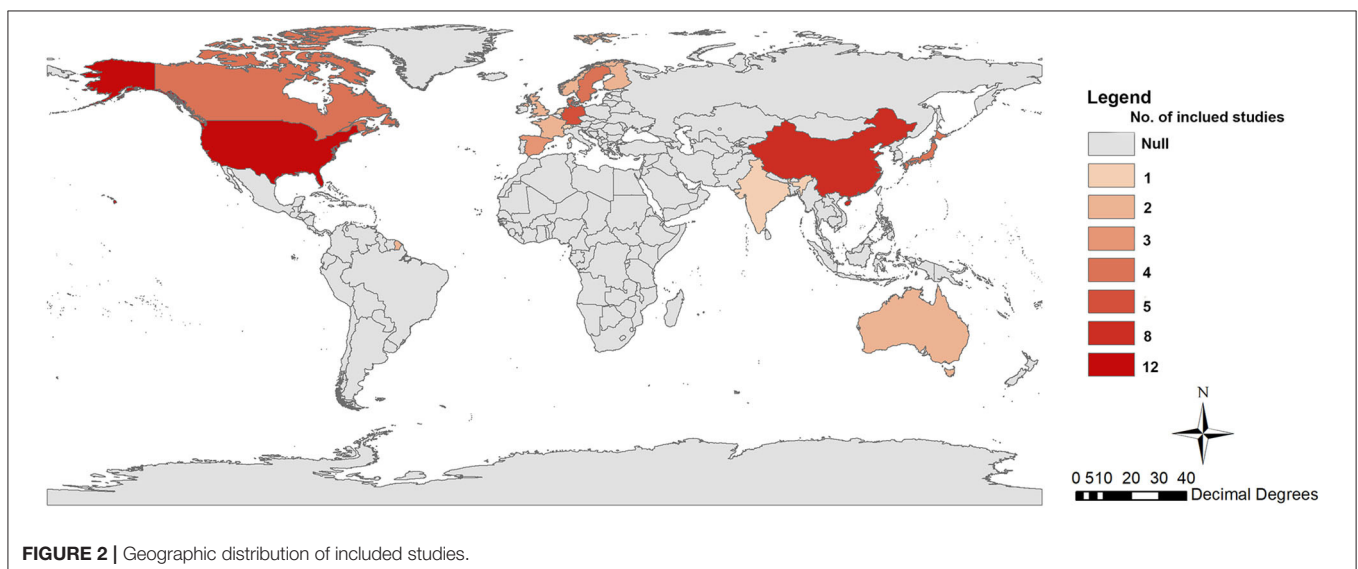 Legend
No. of inclued studies
Null
1
2
3
4
5
8
12
N
0 510 20 30 40
Decimal Degrees
FIGURE 2 | Geographic distribution of included studies.